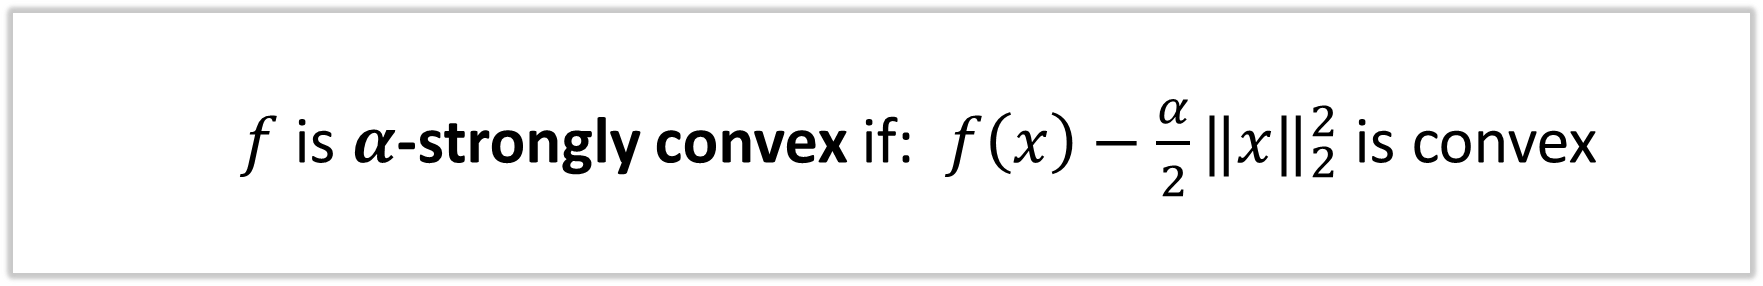 f is α-strongly convex if: f(x) − α/2 ‖x‖₂² is convex